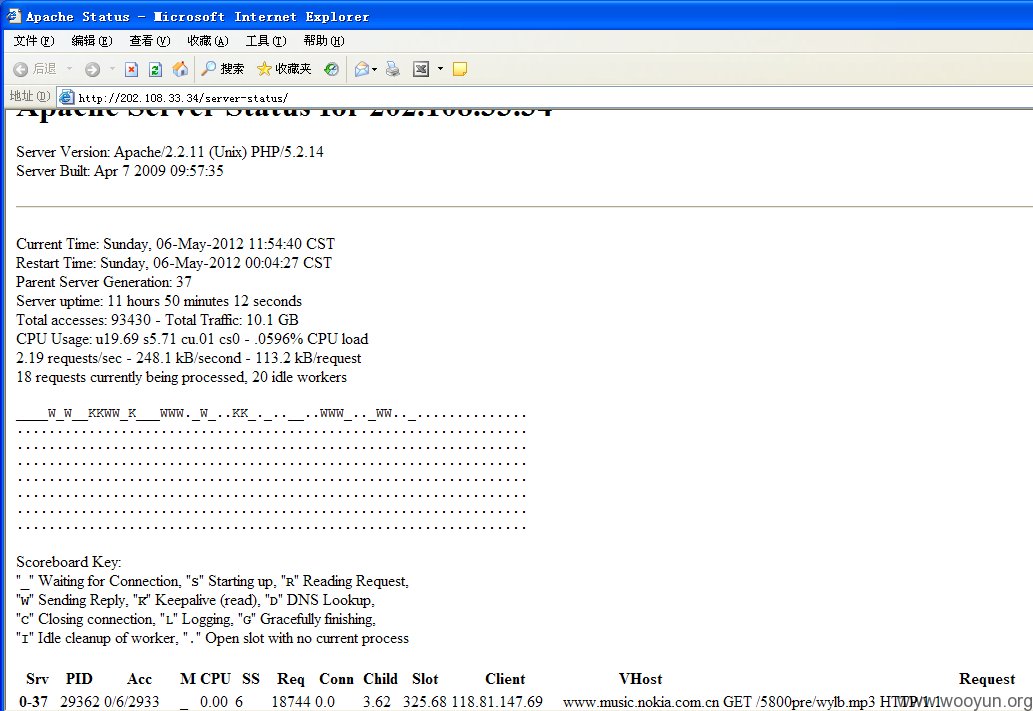 Apache Status - Microsoft Internet Explorer
文件(F) 编辑(E) 查看(V) 收藏(A) 工具(T) 帮助(H)
后退 搜索 收藏夹
地址(D) http://202.108.33.34/server-status/
Apache Server Status for 202.108.33.34
Server Version: Apache/2.2.11 (Unix) PHP/5.2.14
Server Built: Apr 7 2009 09:57:35
Current Time: Sunday, 06-May-2012 11:54:40 CST
Restart Time: Sunday, 06-May-2012 00:04:27 CST
Parent Server Generation: 37
Server uptime: 11 hours 50 minutes 12 seconds
Total accesses: 93430 - Total Traffic: 10.1 GB
CPU Usage: u19.69 s5.71 cu.01 cs0 - .0596% CPU load
2.19 requests/sec - 248.1 kB/second - 113.2 kB/request
18 requests currently being processed, 20 idle workers
____W_W__KKWW_K___WWW._W_..KK_._..__..WWW_.._WW.._..............
................................................................
................................................................
................................................................
................................................................
................................................................
................................................................
................................................................
Scoreboard Key:
"_" Waiting for Connection, "S" Starting up, "R" Reading Request,
"W" Sending Reply, "K" Keepalive (read), "D" DNS Lookup,
"C" Closing connection, "L" Logging, "G" Gracefully finishing,
"I" Idle cleanup of worker, "." Open slot with no current process
Srv PID Acc M CPU SS Req Conn Child Slot Client VHost Request
0-37 29362 0/6/2933 _ 0.00 6 18744 0.0 3.62 325.68 118.81.147.69 www.music.nokia.com.cn GET /5800pre/wylb.mp3 HTTP/1.1
www.wooyun.org